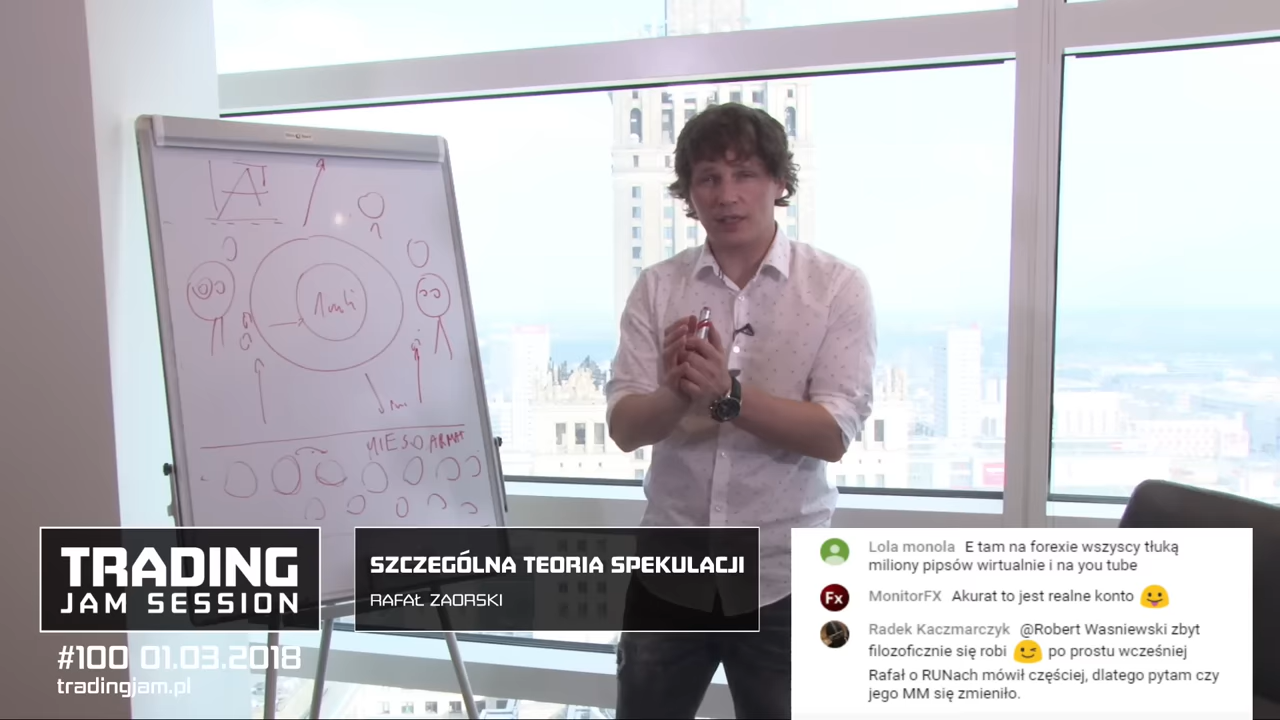 MIĘSO ARMAT
TRADING
JAM SESSION
#100 01.03.2018
tradingjam.pl
SZCZEGÓLNA TEORIA SPEKULACJI
RAFAŁ ZAORSKI
Lola monola E tam na forexie wszyscy tłuką
miliony pipsów wirtualnie i na you tube
Fx MonitorFX Akurat to jest realne konto 😛
Radek Kaczmarczyk @Robert Wasniewski zbyt
filozoficznie się robi 😉 po prostu wcześniej
Rafał o RUNach mówił częściej, dlatego pytam czy
jego MM się zmieniło.